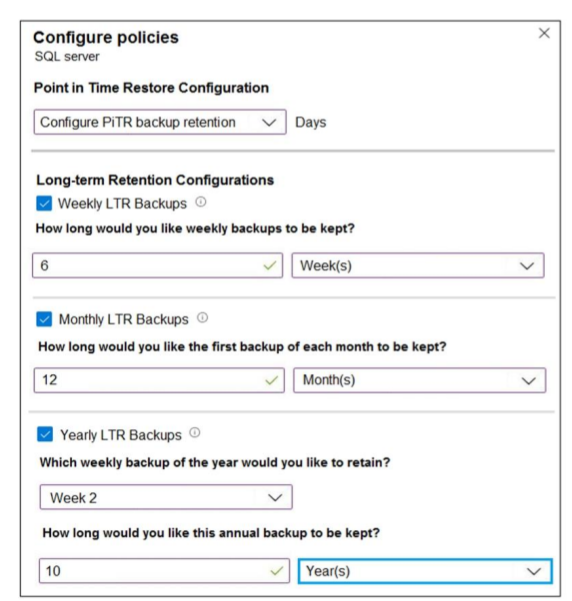 Configure policies
SQL server
Point in Time Restore Configuration
Configure PiTR backup retention Days
Long-term Retention Configurations
Weekly LTR Backups
How long would you like weekly backups to be kept?
6 Week(s)
Monthly LTR Backups
How long would you like the first backup of each month to be kept?
12 Month(s)
Yearly LTR Backups
Which weekly backup of the year would you like to retain?
Week 2
How long would you like this annual backup to be kept?
10 Year(s)